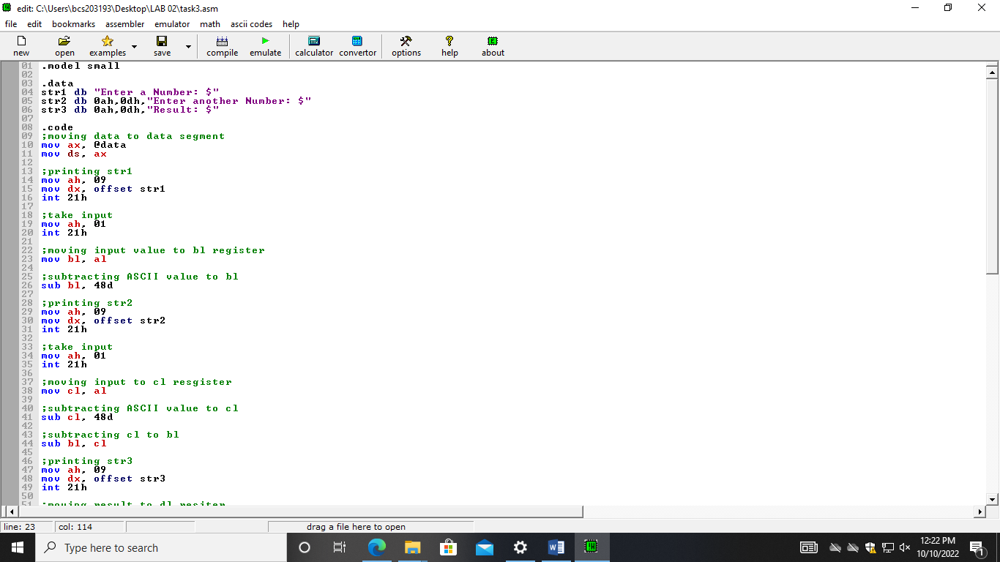 edit: C:\Users\bcs203193\Desktop\LAB 02\task3.asm
file edit bookmarks assembler emulator math ascii codes help
new open examples save compile emulate calculator convertor options help about
01 .model small
02
03 .data
04 str1 db "Enter a Number: $"
05 str2 db 0ah,0dh,"Enter another Number: $"
06 str3 db 0ah,0dh,"Result: $"
07
08 .code
09 ;moving data to data segment
10 mov ax, @data
11 mov ds, ax
12
13 ;printing str1
14 mov ah, 09
15 mov dx, offset str1
16 int 21h
17
18 ;take input
19 mov ah, 01
20 int 21h
21
22 ;moving input value to bl register
23 mov bl, al
24
25 ;subtracting ASCII value to bl
26 sub bl, 48d
27
28 ;printing str2
29 mov ah, 09
30 mov dx, offset str2
31 int 21h
32
33 ;take input
34 mov ah, 01
35 int 21h
36
37 ;moving input to cl resgister
38 mov cl, al
39
40 ;subtracting ASCII value to cl
41 sub cl, 48d
42
43 ;subtracting cl to bl
44 sub bl, cl
45
46 ;printing str3
47 mov ah, 09
48 mov dx, offset str3
49 int 21h
50
51 ;moving result to dl resiter
line: 23 col: 114 drag a file here to open
Type here to search
12:22 PM
10/10/2022
1